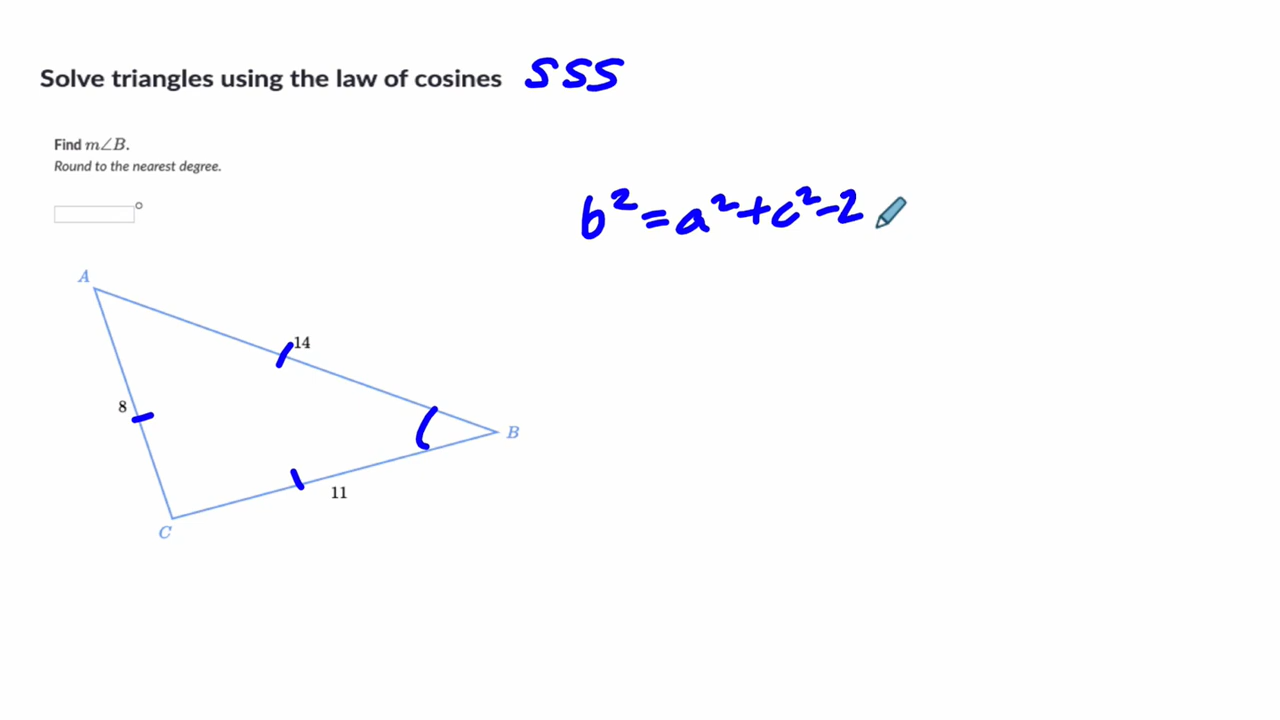 Solve triangles using the law of cosines SSS
Find m∠B.
Round to the nearest degree.
°
b²=a²+c²-2
A
14
8
B
11
C